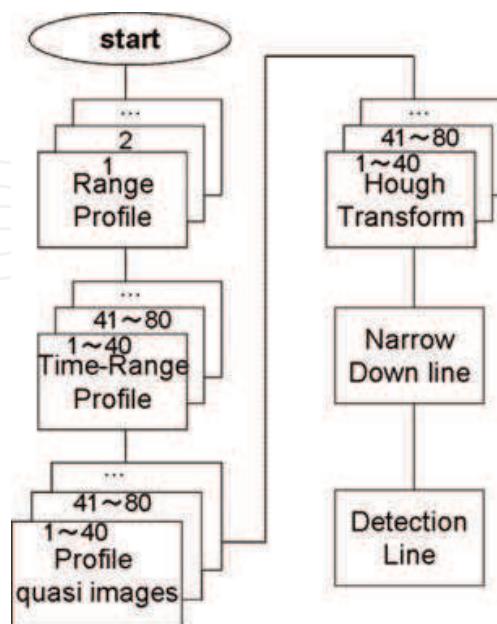 start
...
2
1
Range
Profile
...
41～80
1～40
Time-Range
Profile
...
41～80
1～40
Profile
quasi images
...
41～80
1～40
Hough
Transform
Narrow
Down line
Detection
Line